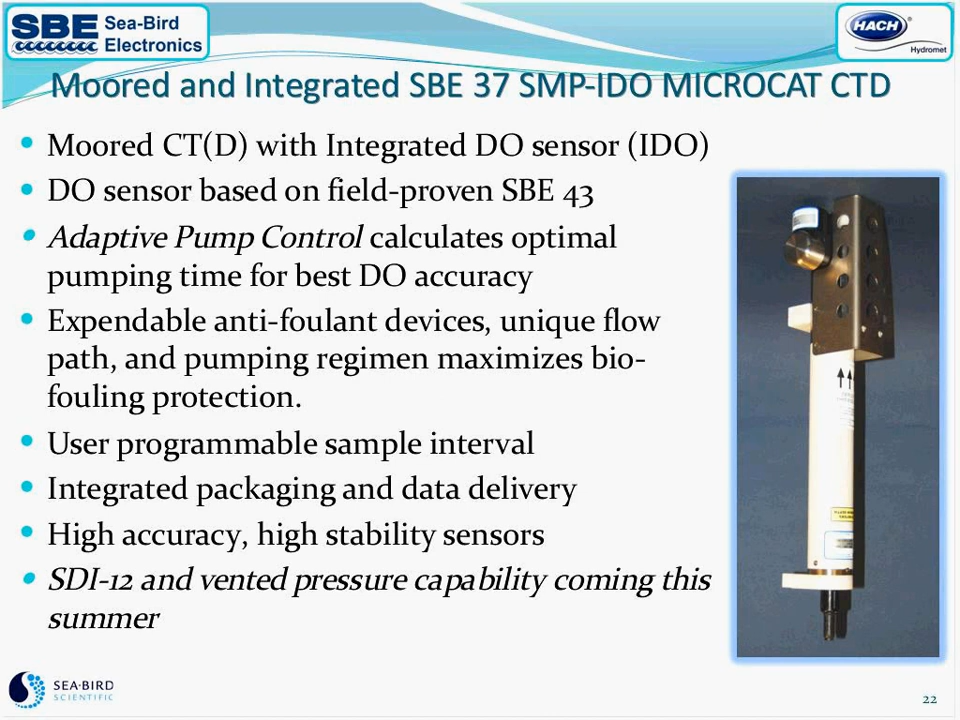 SBE Sea-Bird
Electronics
HACH
Hydromet
Moored and Integrated SBE 37 SMP-IDO MICROCAT CTD
• Moored CT(D) with Integrated DO sensor (IDO)
• DO sensor based on field-proven SBE 43
• Adaptive Pump Control calculates optimal
pumping time for best DO accuracy
• Expendable anti-foulant devices, unique flow
path, and pumping regimen maximizes bio-
fouling protection.
• User programmable sample interval
• Integrated packaging and data delivery
• High accuracy, high stability sensors
• SDI-12 and vented pressure capability coming this
summer
SEA-BIRD
SCIENTIFIC
22